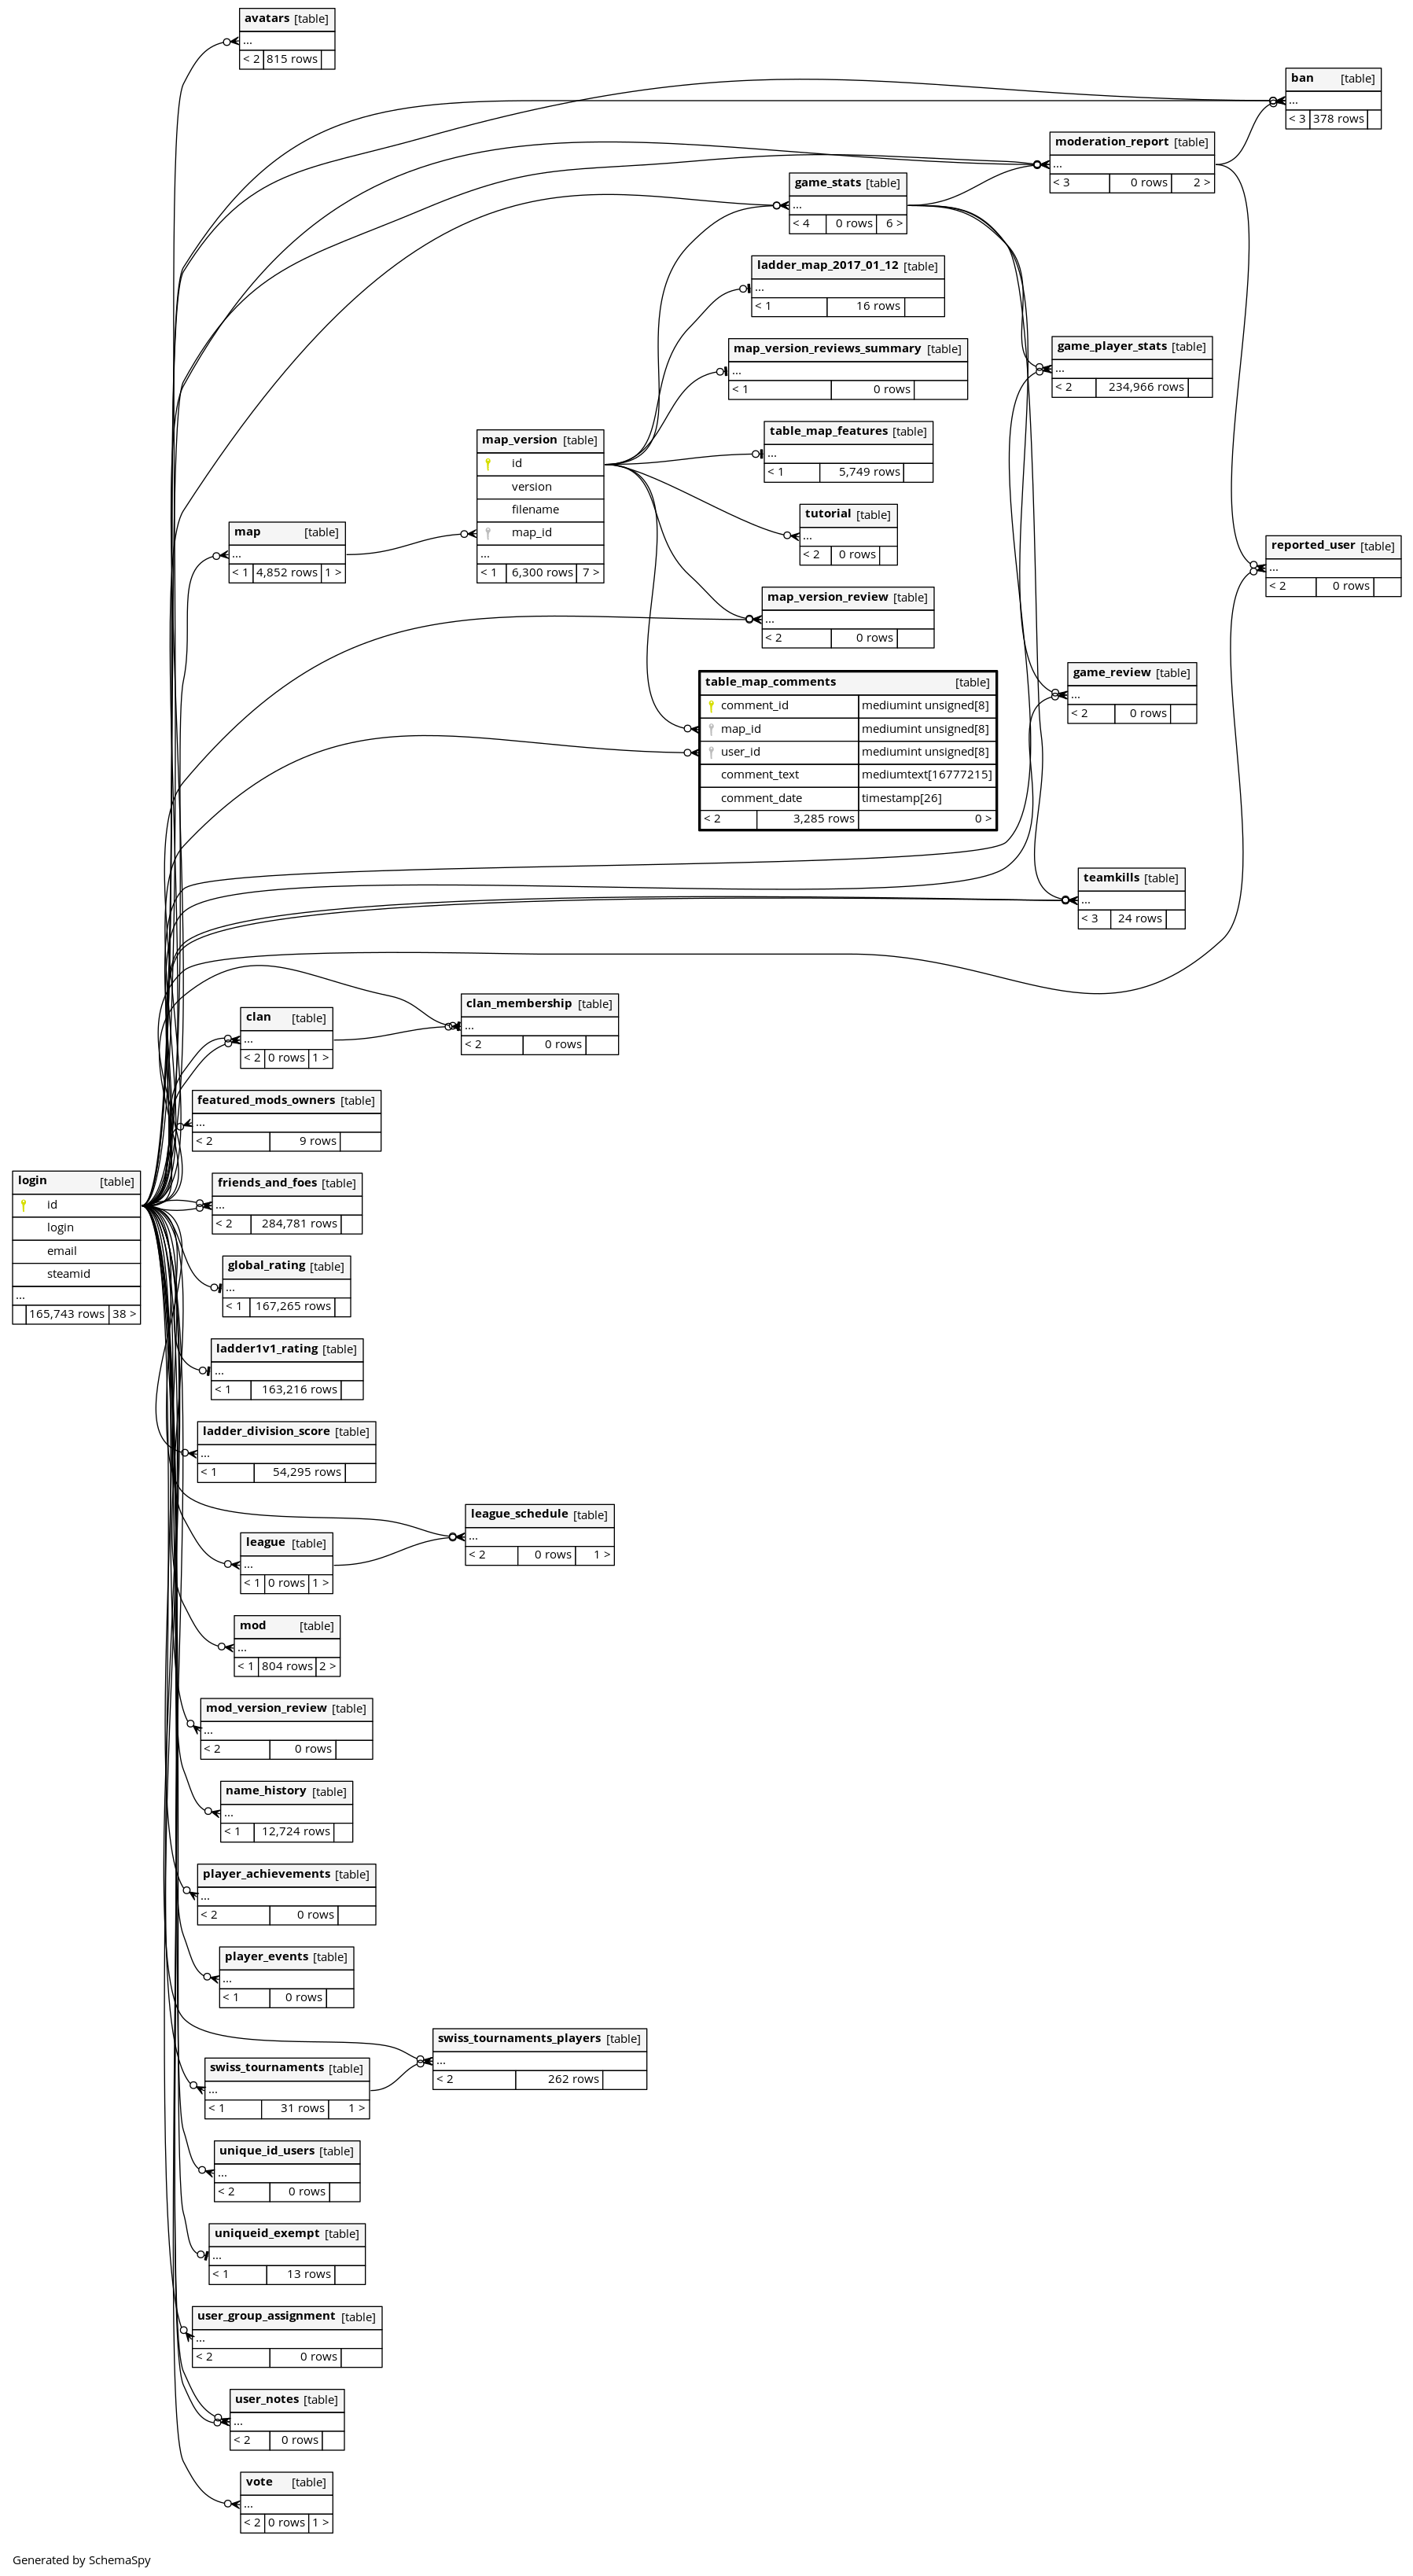 avatars [table]
...
< 2 815 rows
ban [table]
...
< 3 378 rows
moderation_report [table]
...
< 3 0 rows 2 >
game_stats [table]
...
< 4 0 rows 6 >
ladder_map_2017_01_12 [table]
...
< 1 16 rows
map_version_reviews_summary [table]
...
< 1 0 rows
game_player_stats [table]
...
< 2 234,966 rows
table_map_features [table]
...
< 1 5,749 rows
map_version [table]
id
version
filename
map_id
...
< 1 6,300 rows 7 >
tutorial [table]
...
< 2 0 rows
map [table]
...
< 1 4,852 rows 1 >
reported_user [table]
...
< 2 0 rows
map_version_review [table]
...
< 2 0 rows
game_review [table]
...
< 2 0 rows
table_map_comments [table]
comment_id mediumint unsigned[8]
map_id mediumint unsigned[8]
user_id mediumint unsigned[8]
comment_text mediumtext[16777215]
comment_date timestamp[26]
< 2 3,285 rows 0 >
teamkills [table]
...
< 3 24 rows
clan_membership [table]
...
< 2 0 rows
clan [table]
...
< 2 0 rows 1 >
featured_mods_owners [table]
...
< 2 9 rows
login [table]
id
login
email
steamid
...
165,743 rows 38 >
friends_and_foes [table]
...
< 2 284,781 rows
global_rating [table]
...
< 1 167,265 rows
ladder1v1_rating [table]
...
< 1 163,216 rows
ladder_division_score [table]
...
< 1 54,295 rows
league_schedule [table]
...
< 2 0 rows 1 >
league [table]
...
< 1 0 rows 1 >
mod [table]
...
< 1 804 rows 2 >
mod_version_review [table]
...
< 2 0 rows
name_history [table]
...
< 1 12,724 rows
player_achievements [table]
...
< 2 0 rows
player_events [table]
...
< 1 0 rows
swiss_tournaments_players [table]
...
< 2 262 rows
swiss_tournaments [table]
...
< 1 31 rows 1 >
unique_id_users [table]
...
< 2 0 rows
uniqueid_exempt [table]
...
< 1 13 rows
user_group_assignment [table]
...
< 2 0 rows
user_notes [table]
...
< 2 0 rows
vote [table]
...
< 2 0 rows 1 >
Generated by SchemaSpy